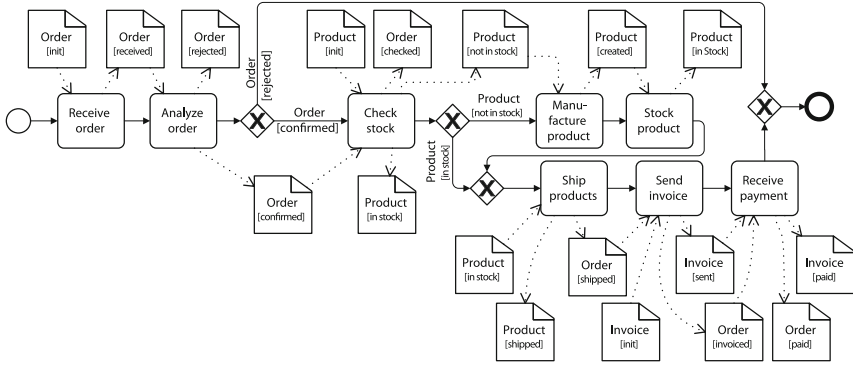 Order
[init]
Order
[received]
Order
[rejected]
Order
[rejected]
Product
[init]
Order
[checked]
Product
[not in stock]
Product
[created]
Product
[in Stock]
Receive
order
Analyze
order
X
Order
[confirmed]
Check
stock
X
Product
[not in stock]
Manu-
facture
product
Stock
product
X
Product
[in stock]
X
Order
[confirmed]
Product
[in stock]
Ship
products
Send
invoice
Receive
payment
Product
[in stock]
Order
[shipped]
Invoice
[sent]
Invoice
[paid]
Product
[shipped]
Invoice
[init]
Order
[invoiced]
Order
[paid]